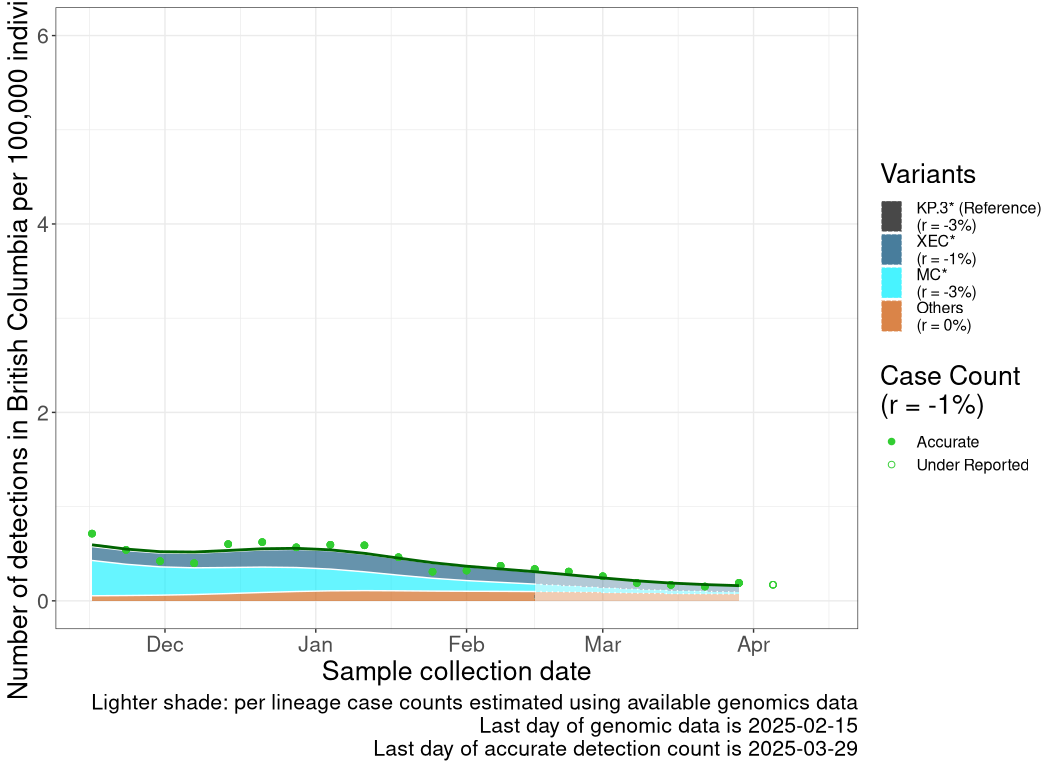 Number of detections in British Columbia per 100,000
6
4
2
0
Dec Jan Feb Mar Apr
Sample collection date
Lighter shade: per lineage case counts estimated using available genomics data
Last day of genomic data is 2025-02-15
Last day of accurate detection count is 2025-03-29
Variants
KP.3* (Reference)
(r = -3%)
XEC*
(r = -1%)
MC*
(r = -3%)
Others
(r = 0%)
Case Count
(r = -1%)
Accurate
Under Reported